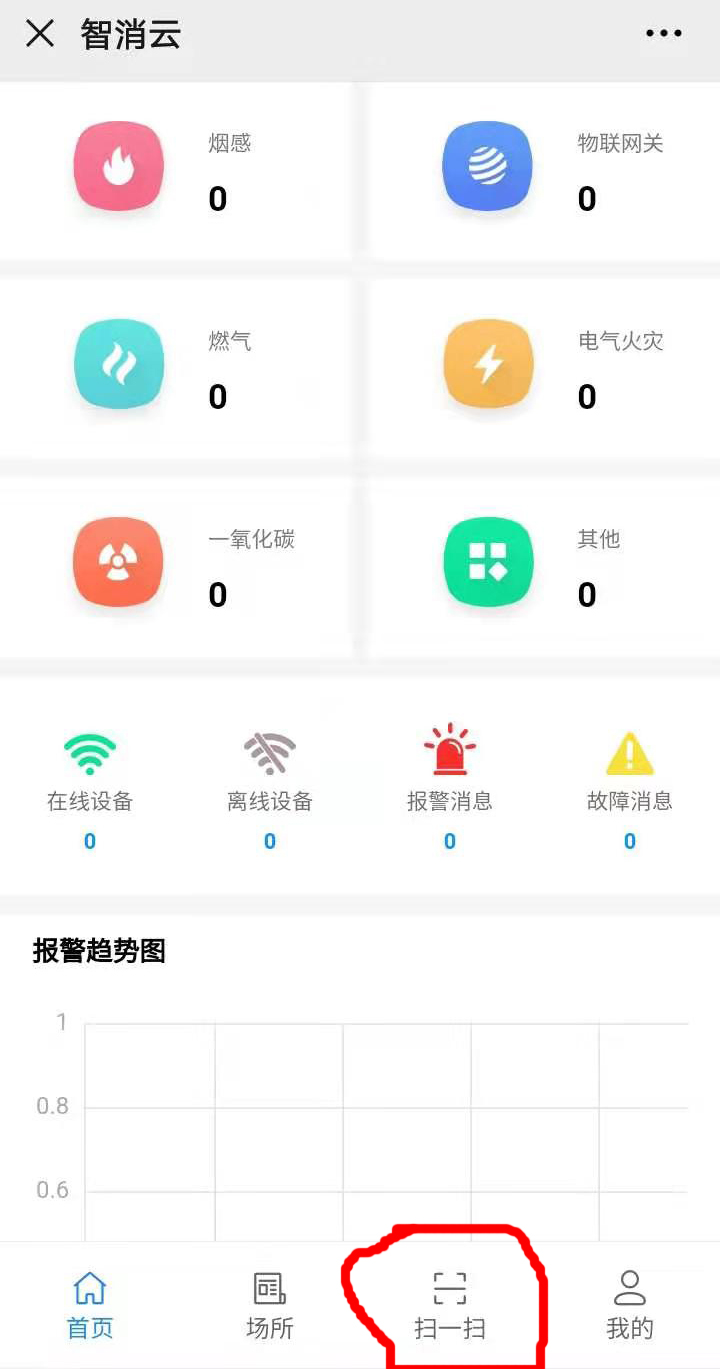 智消云
烟感
0
物联网关
0
燃气
0
电气火灾
0
一氧化碳
0
其他
0
在线设备
0
离线设备
0
报警消息
0
故障消息
0
报警趋势图
1
0.8
0.6
首页
场所
扫一扫
我的